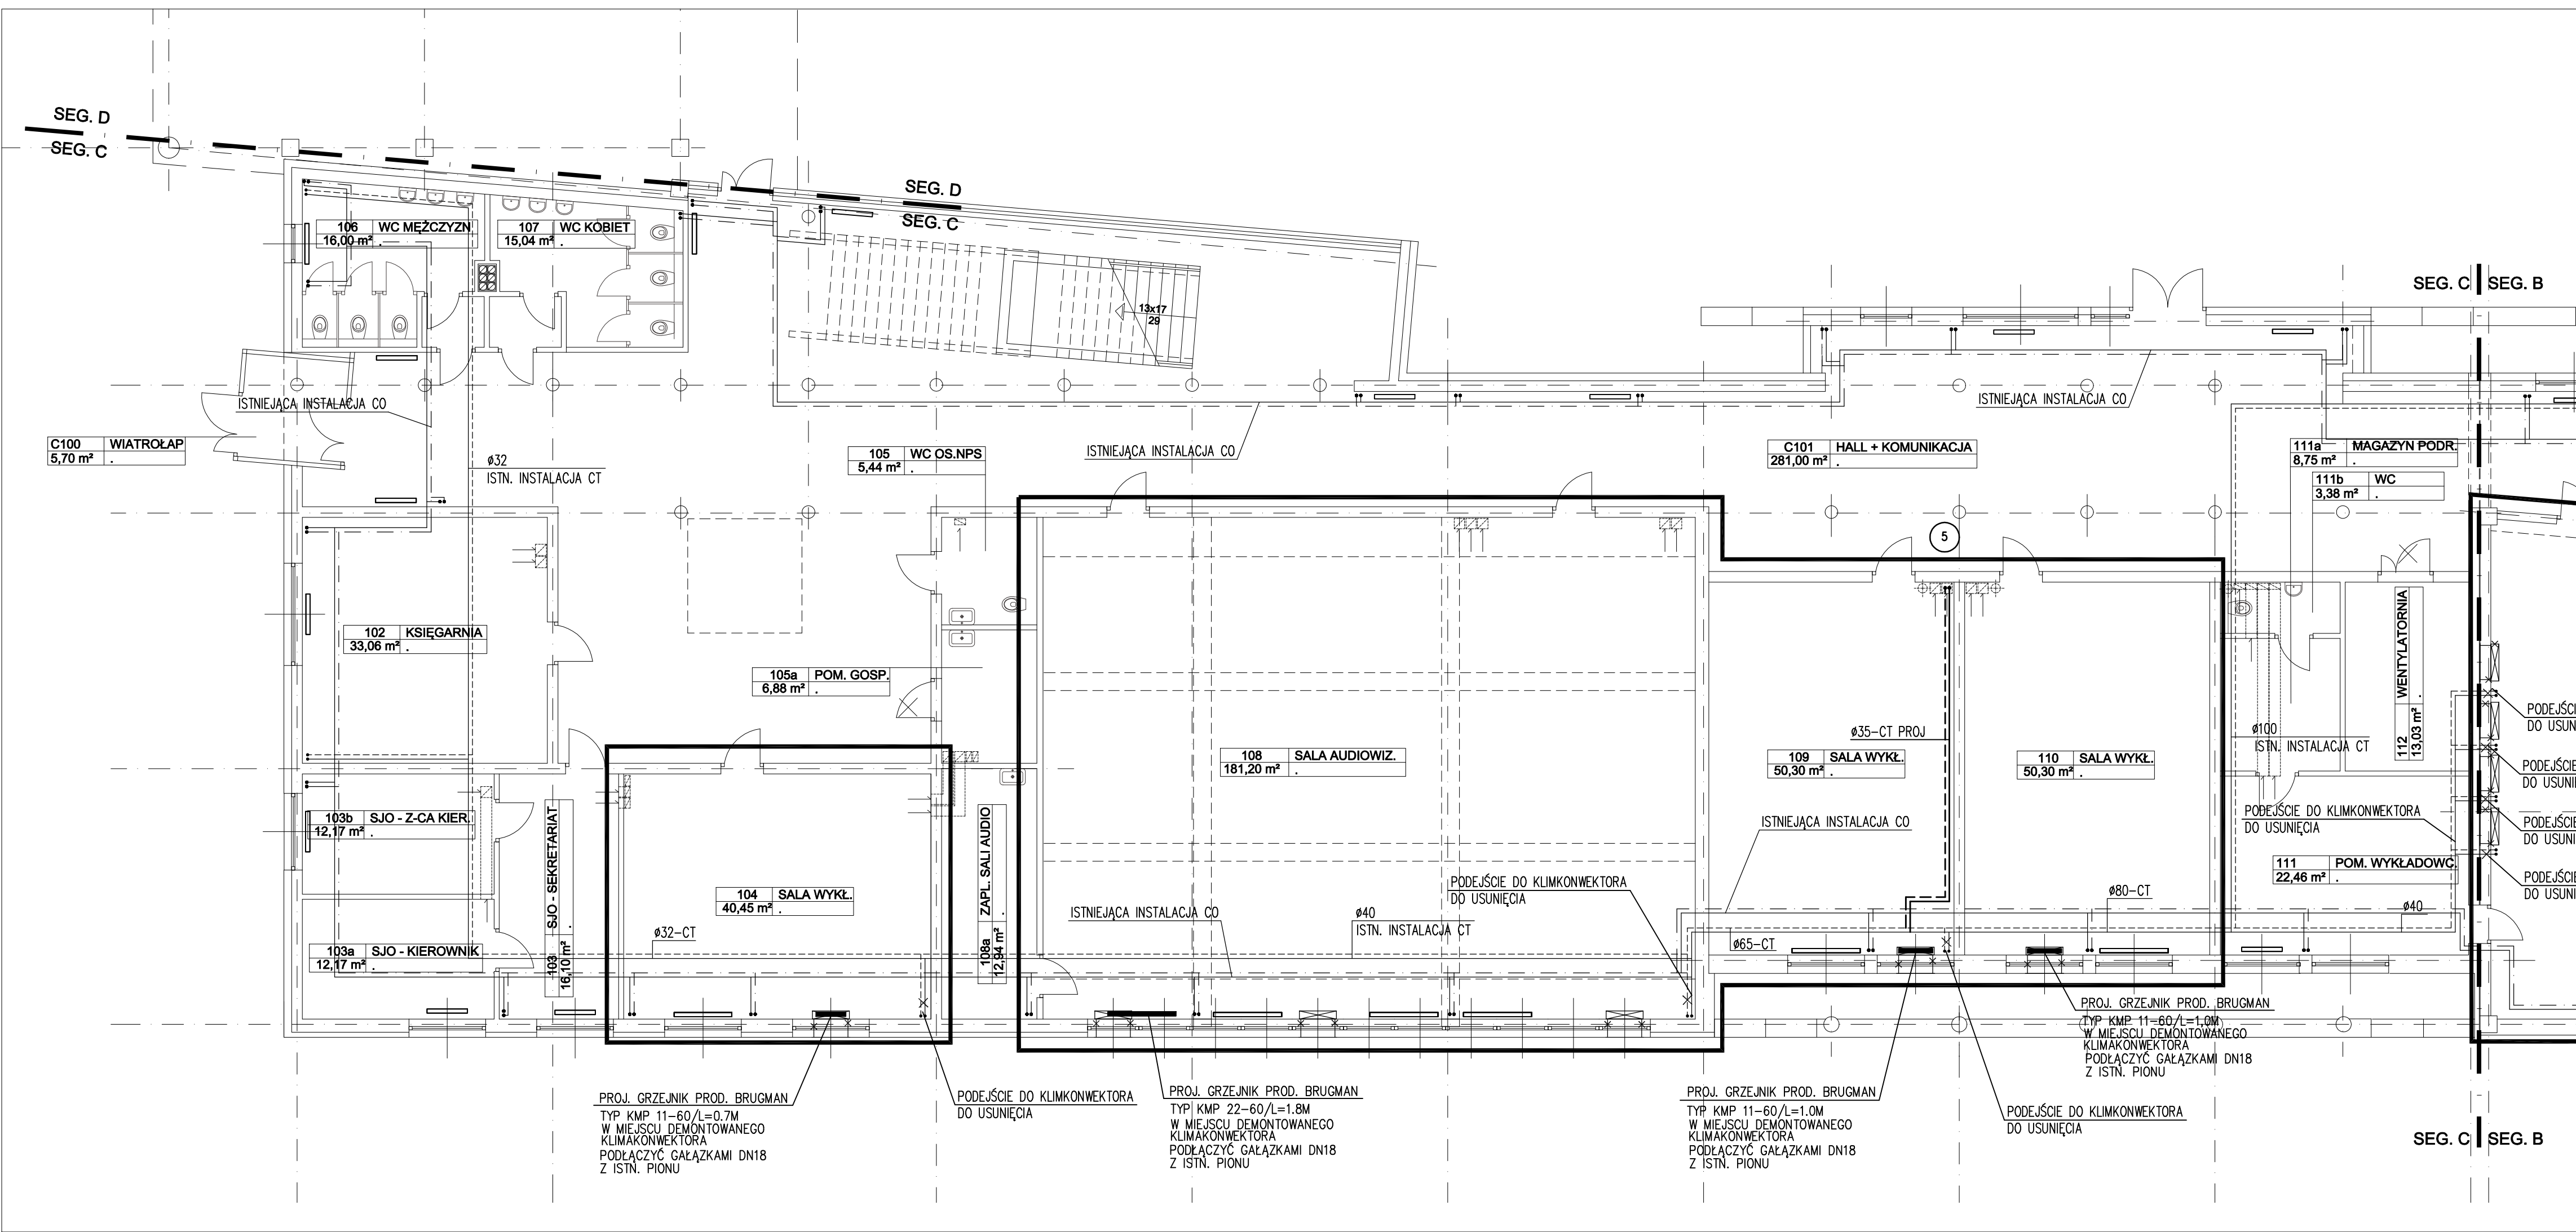 SEG. D
SEG. C
SEG. D
SEG. C
106 WC MĘŻCZYZN
16,00 m² .
107 WC KOBIET
15,04 m² .
13x17
29
SEG. C SEG. B
ISTNIEJĄCA INSTALACJA CO
ISTNIEJĄCA INSTALACJA CO
C100 WIATROŁAP
5,70 m² .
ø32
ISTN. INSTALACJA CT
105 WC OS.NPS
5,44 m² .
ISTNIEJĄCA INSTALACJA CO
C101 HALL + KOMUNIKACJA
281,00 m² .
111a MAGAZYN PODR.
8,75 m² .
111b WC
3,38 m² .
5
102 KSIĘGARNIA
33,06 m² .
105a POM. GOSP.
6,88 m² .
112 WENTYLATORNIA
13,03 m² .
108 SALA AUDIOWIZ.
181,20 m² .
ø35-CT PROJ
109 SALA WYKŁ.
50,30 m² .
110 SALA WYKŁ.
50,30 m² .
ø100
ISTN. INSTALACJA CT
PODEJŚCI
DO USUN
PODEJŚCIE
DO USUNI
PODEJŚCIE
DO USUNI
PODEJŚCIE
DO USUNI
103b SJO - Z-CA KIER.
12,17 m² .
103 SJO - SEKRETARIAT
16,10 m² .
108a ZAPL. SALI AUDIO
12,94 m² .
ISTNIEJĄCA INSTALACJA CO
PODEJŚCIE DO KLIMKONWEKTORA
DO USUNIĘCIA
111 POM. WYKŁADOWC.
22,46 m² .
104 SALA WYKŁ.
40,45 m² .
PODEJŚCIE DO KLIMKONWEKTORA
DO USUNIĘCIA
ø80-CT
ø40
ISTNIEJĄCA INSTALACJA CO
ø40
ISTN. INSTALACJA CT
ø32-CT
ø65-CT
103a SJO - KIEROWNIK
12,17 m² .
PROJ. GRZEJNIK PROD. BRUGMAN
TYP KMP 11-60/L=1,0M
W MIEJSCU DEMONTOWANEGO
KLIMAKONWEKTORA
PODŁĄCZYĆ GAŁĄZKAMI DN18
Z ISTN. PIONU
PROJ. GRZEJNIK PROD. BRUGMAN
TYP KMP 11-60/L=0.7M
W MIEJSCU DEMONTOWANEGO
KLIMAKONWEKTORA
PODŁĄCZYĆ GAŁĄZKAMI DN18
Z ISTN. PIONU
PODEJŚCIE DO KLIMKONWEKTORA
DO USUNIĘCIA
PROJ. GRZEJNIK PROD. BRUGMAN
TYP KMP 22-60/L=1.8M
W MIEJSCU DEMONTOWANEGO
KLIMAKONWEKTORA
PODŁĄCZYĆ GAŁĄZKAMI DN18
Z ISTN. PIONU
PROJ. GRZEJNIK PROD. BRUGMAN
TYP KMP 11-60/L=1.0M
W MIEJSCU DEMONTOWANEGO
KLIMAKONWEKTORA
PODŁĄCZYĆ GAŁĄZKAMI DN18
Z ISTN. PIONU
PODEJŚCIE DO KLIMKONWEKTORA
DO USUNIĘCIA
SEG. C SEG. B